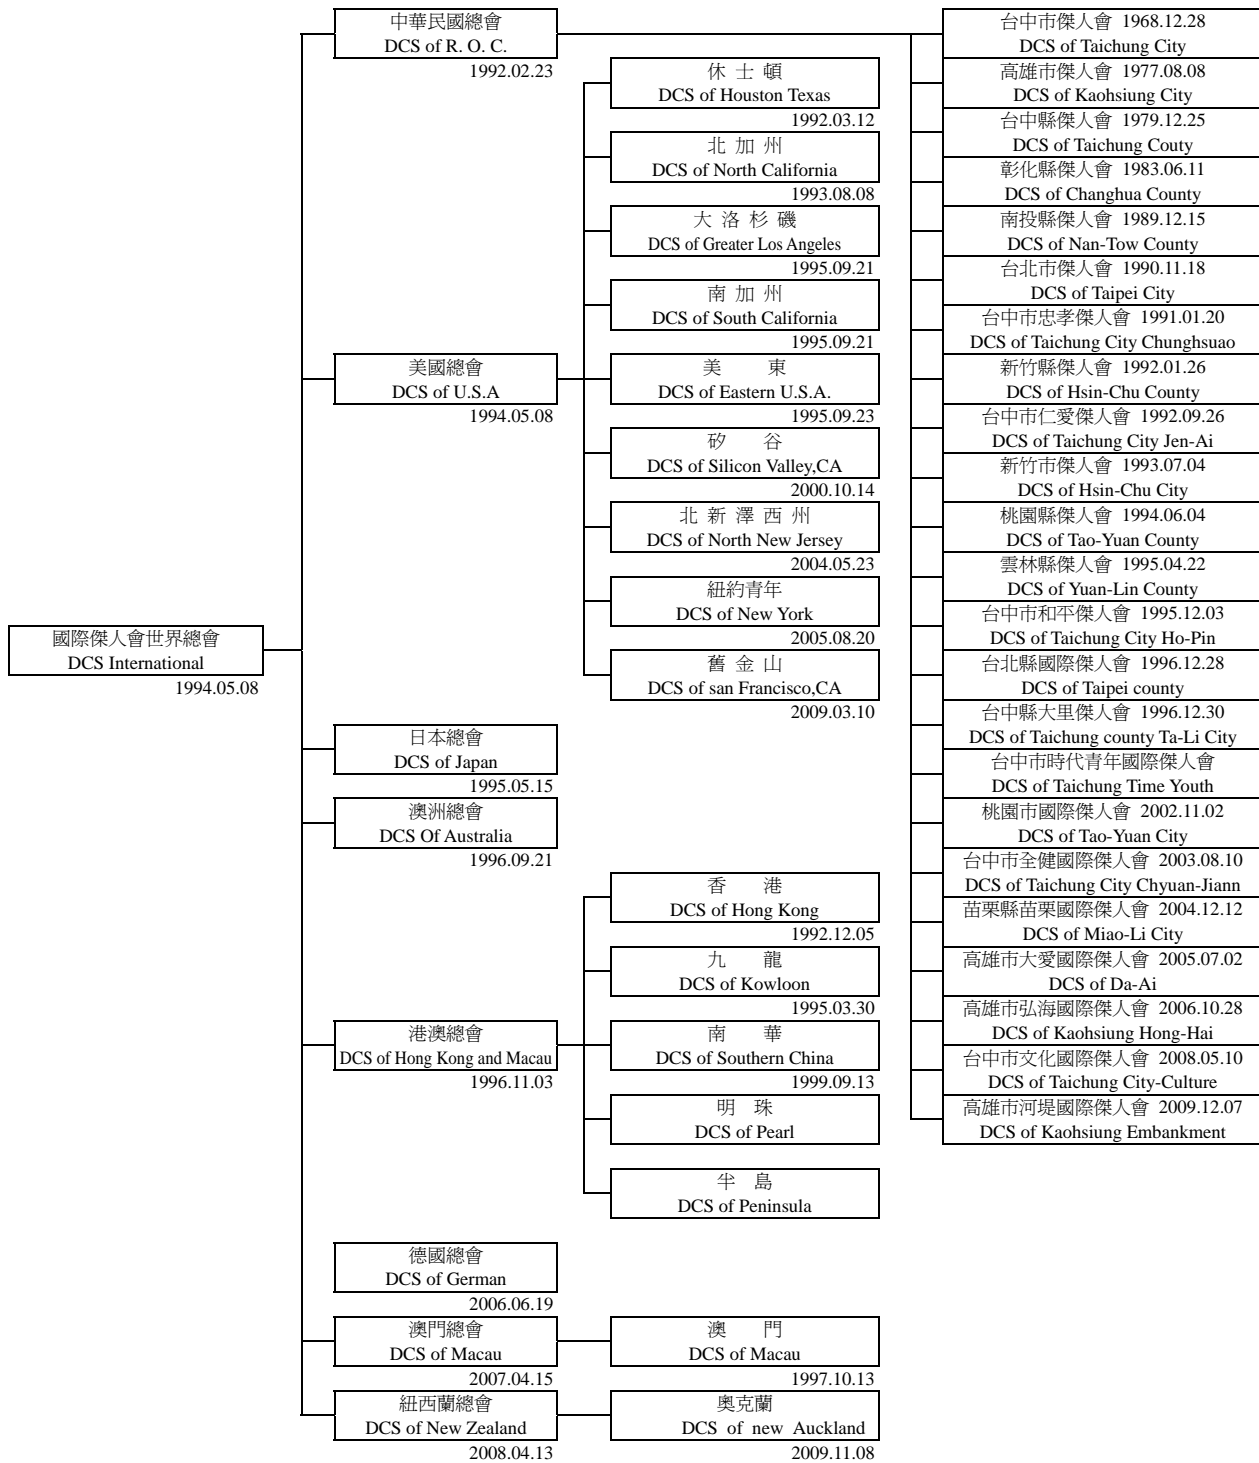 國際傑人會世界總會
DCS International
1994.05.08
中華民國總會
DCS of R. O. C.
1992.02.23
美國總會
DCS of U.S.A
1994.05.08
日本總會
DCS of Japan
1995.05.15
澳洲總會
DCS Of Australia
1996.09.21
港澳總會
DCS of Hong Kong and Macau
1996.11.03
德國總會
DCS of German
2006.06.19
澳門總會
DCS of Macau
2007.04.15
紐西蘭總會
DCS of New Zealand
2008.04.13
休 士 頓
DCS of Houston Texas
1992.03.12
北 加 州
DCS of North California
1993.08.08
大 洛 杉 磯
DCS of Greater Los Angeles
1995.09.21
南 加 州
DCS of South California
1995.09.21
美 東
DCS of Eastern U.S.A.
1995.09.23
矽 谷
DCS of Silicon Valley,CA
2000.10.14
北 新 澤 西 州
DCS of North New Jersey
2004.05.23
紐約青年
DCS of New York
2005.08.20
舊 金 山
DCS of san Francisco,CA
2009.03.10
香 港
DCS of Hong Kong
1992.12.05
九 龍
DCS of Kowloon
1995.03.30
南 華
DCS of Southern China
1999.09.13
明 珠
DCS of Pearl
半 島
DCS of Peninsula
澳 門
DCS of Macau
1997.10.13
奧克蘭
DCS of new Auckland
2009.11.08
台中市傑人會 1968.12.28
DCS of Taichung City
高雄市傑人會 1977.08.08
DCS of Kaohsiung City
台中縣傑人會 1979.12.25
DCS of Taichung Couty
彰化縣傑人會 1983.06.11
DCS of Changhua County
南投縣傑人會 1989.12.15
DCS of Nan-Tow County
台北市傑人會 1990.11.18
DCS of Taipei City
台中市忠孝傑人會 1991.01.20
DCS of Taichung City Chunghsuao
新竹縣傑人會 1992.01.26
DCS of Hsin-Chu County
台中市仁愛傑人會 1992.09.26
DCS of Taichung City Jen-Ai
新竹市傑人會 1993.07.04
DCS of Hsin-Chu City
桃園縣傑人會 1994.06.04
DCS of Tao-Yuan County
雲林縣傑人會 1995.04.22
DCS of Yuan-Lin County
台中市和平傑人會 1995.12.03
DCS of Taichung City Ho-Pin
台北縣國際傑人會 1996.12.28
DCS of Taipei county
台中縣大里傑人會 1996.12.30
DCS of Taichung county Ta-Li City
台中市時代青年國際傑人會
DCS of Taichung Time Youth
桃園市國際傑人會 2002.11.02
DCS of Tao-Yuan City
台中市全健國際傑人會 2003.08.10
DCS of Taichung City Chyuan-Jiann
苗栗縣苗栗國際傑人會 2004.12.12
DCS of Miao-Li City
高雄市大愛國際傑人會 2005.07.02
DCS of Da-Ai
高雄市弘海國際傑人會 2006.10.28
DCS of Kaohsiung Hong-Hai
台中市文化國際傑人會 2008.05.10
DCS of Taichung City-Culture
高雄市河堤國際傑人會 2009.12.07
DCS of Kaohsiung Embankment